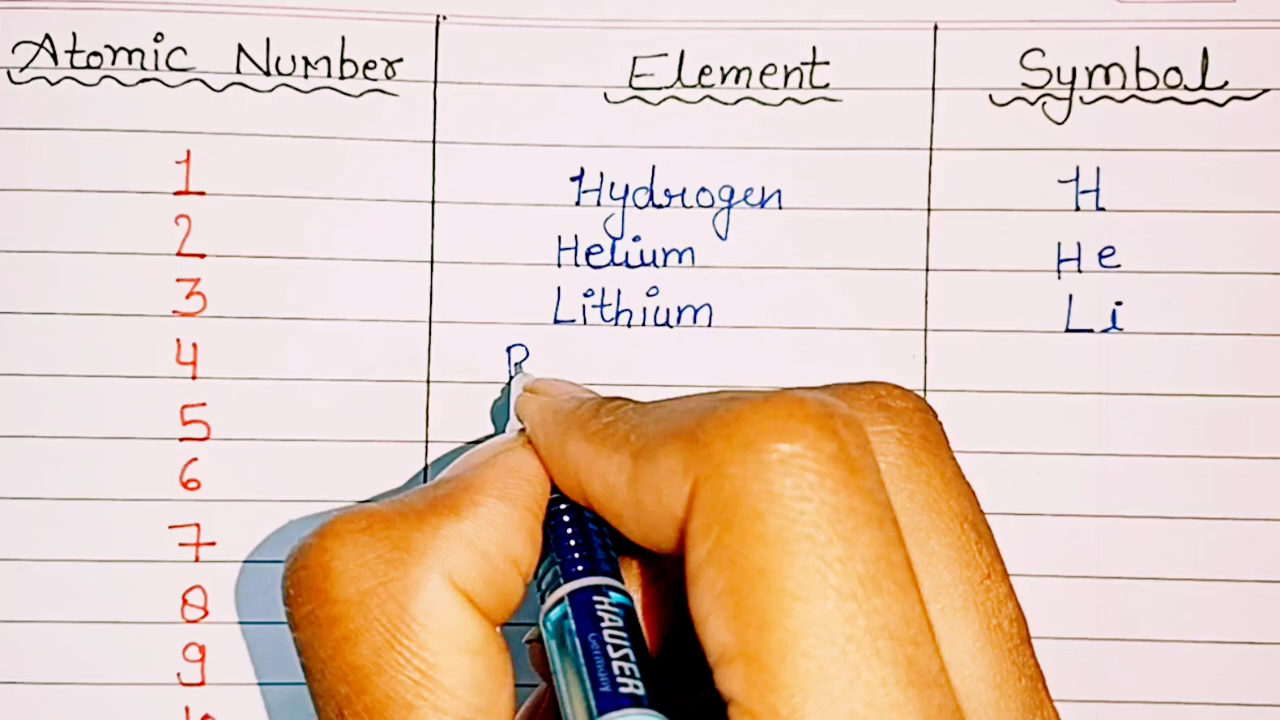 Atomic Number Element Symbol
1 Hydrogen H
2 Helium He
3 Lithium Li
4
5
6
7
8
9
HAUSER
Germany